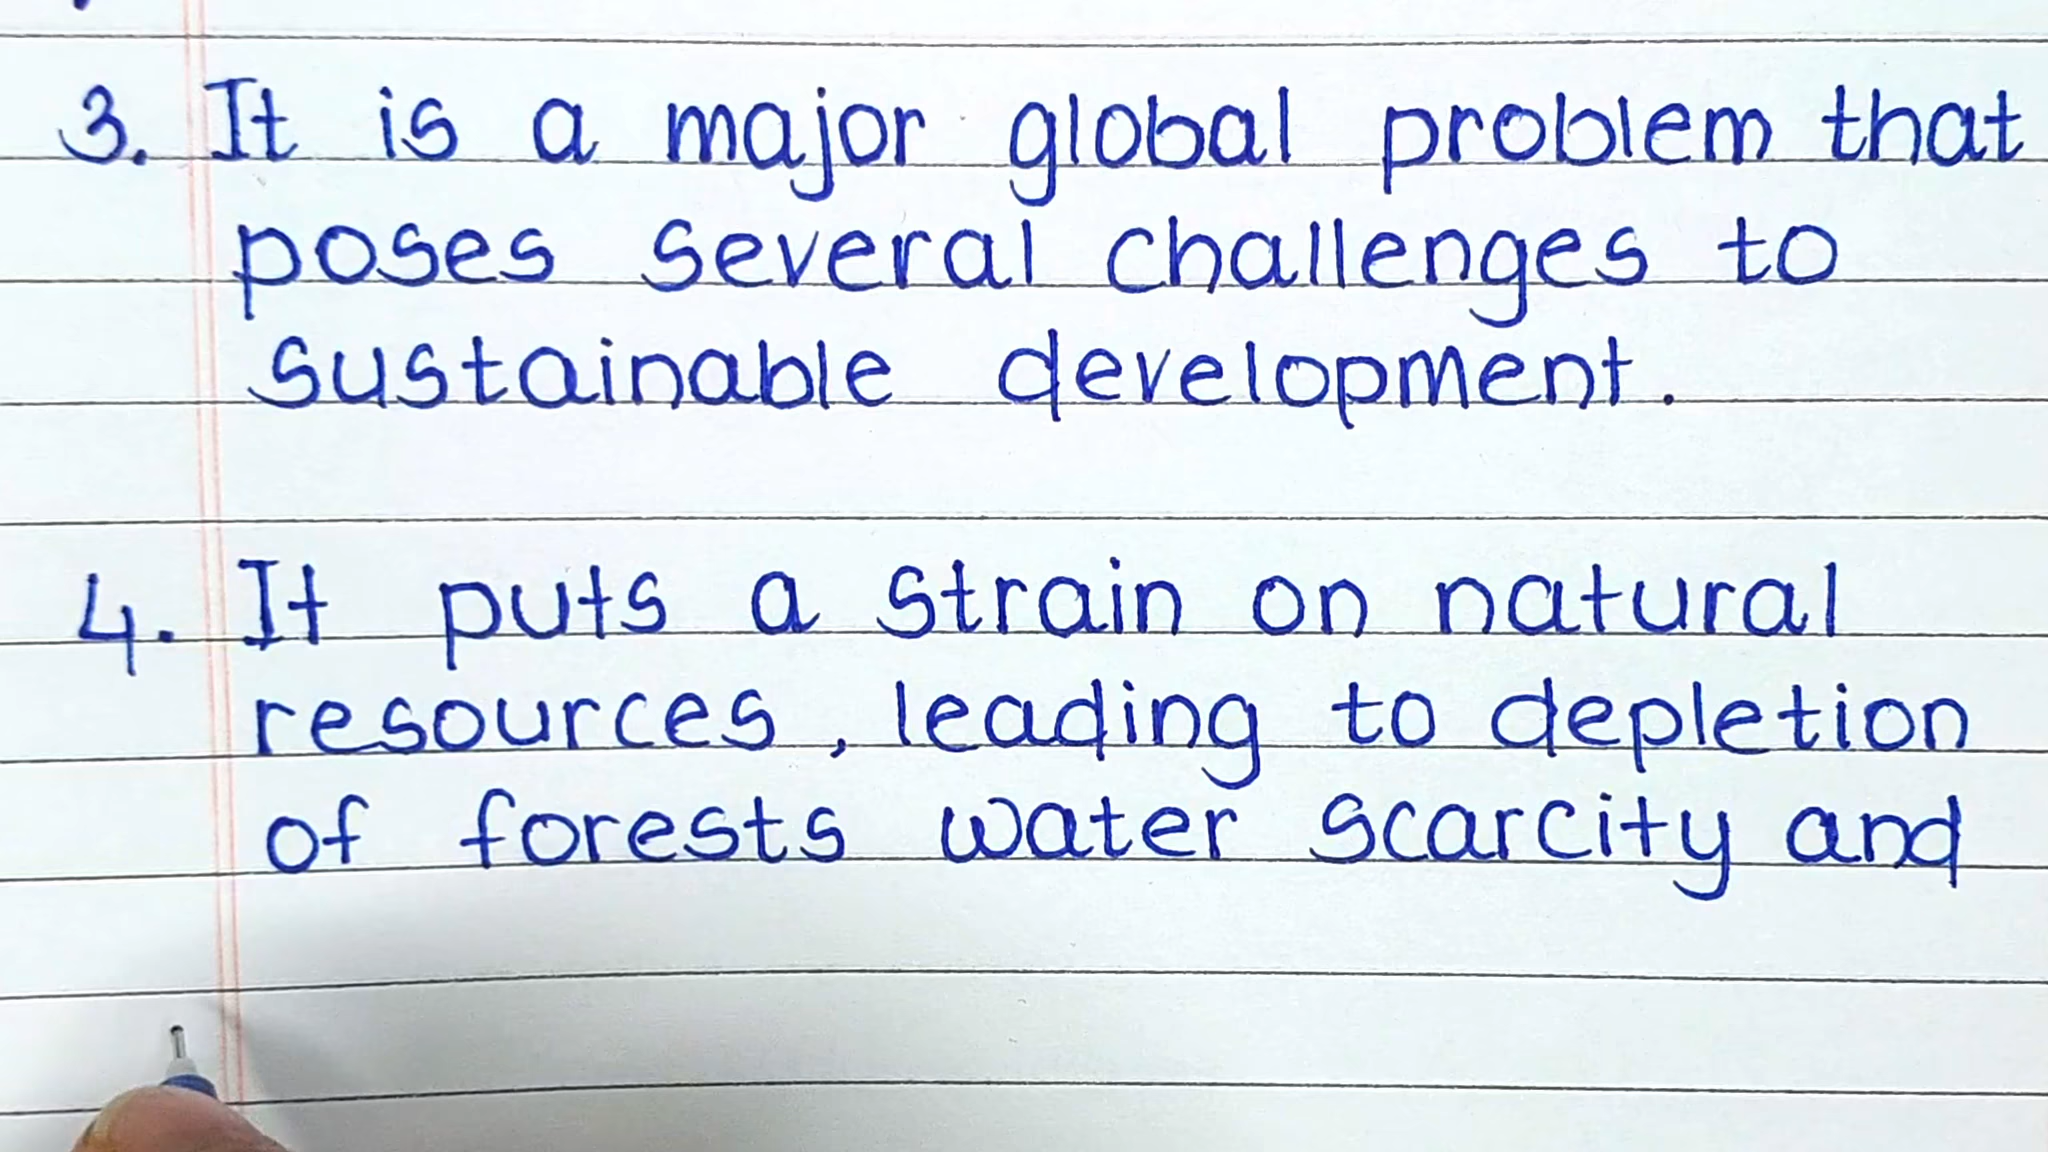 3. It is a major global problem that
poses several challenges to
sustainable development.
4. It puts a strain on natural
resources, leading to depletion
of forests water scarcity and